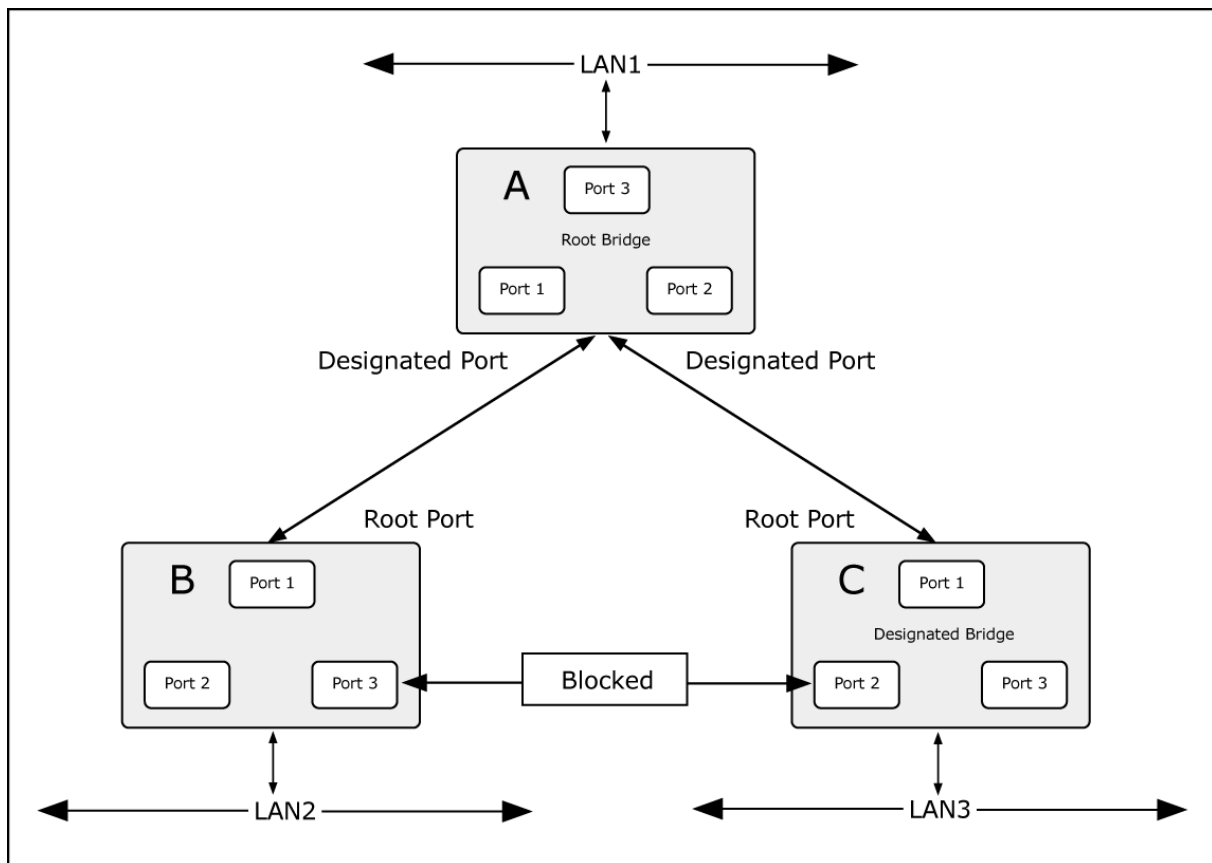 LAN1
A
Port 3
Root Bridge
Port 1
Port 2
Designated Port
Designated Port
Root Port
Root Port
B
Port 1
Port 2
Port 3
C
Port 1
Designated Bridge
Port 2
Port 3
Blocked
LAN2
LAN3